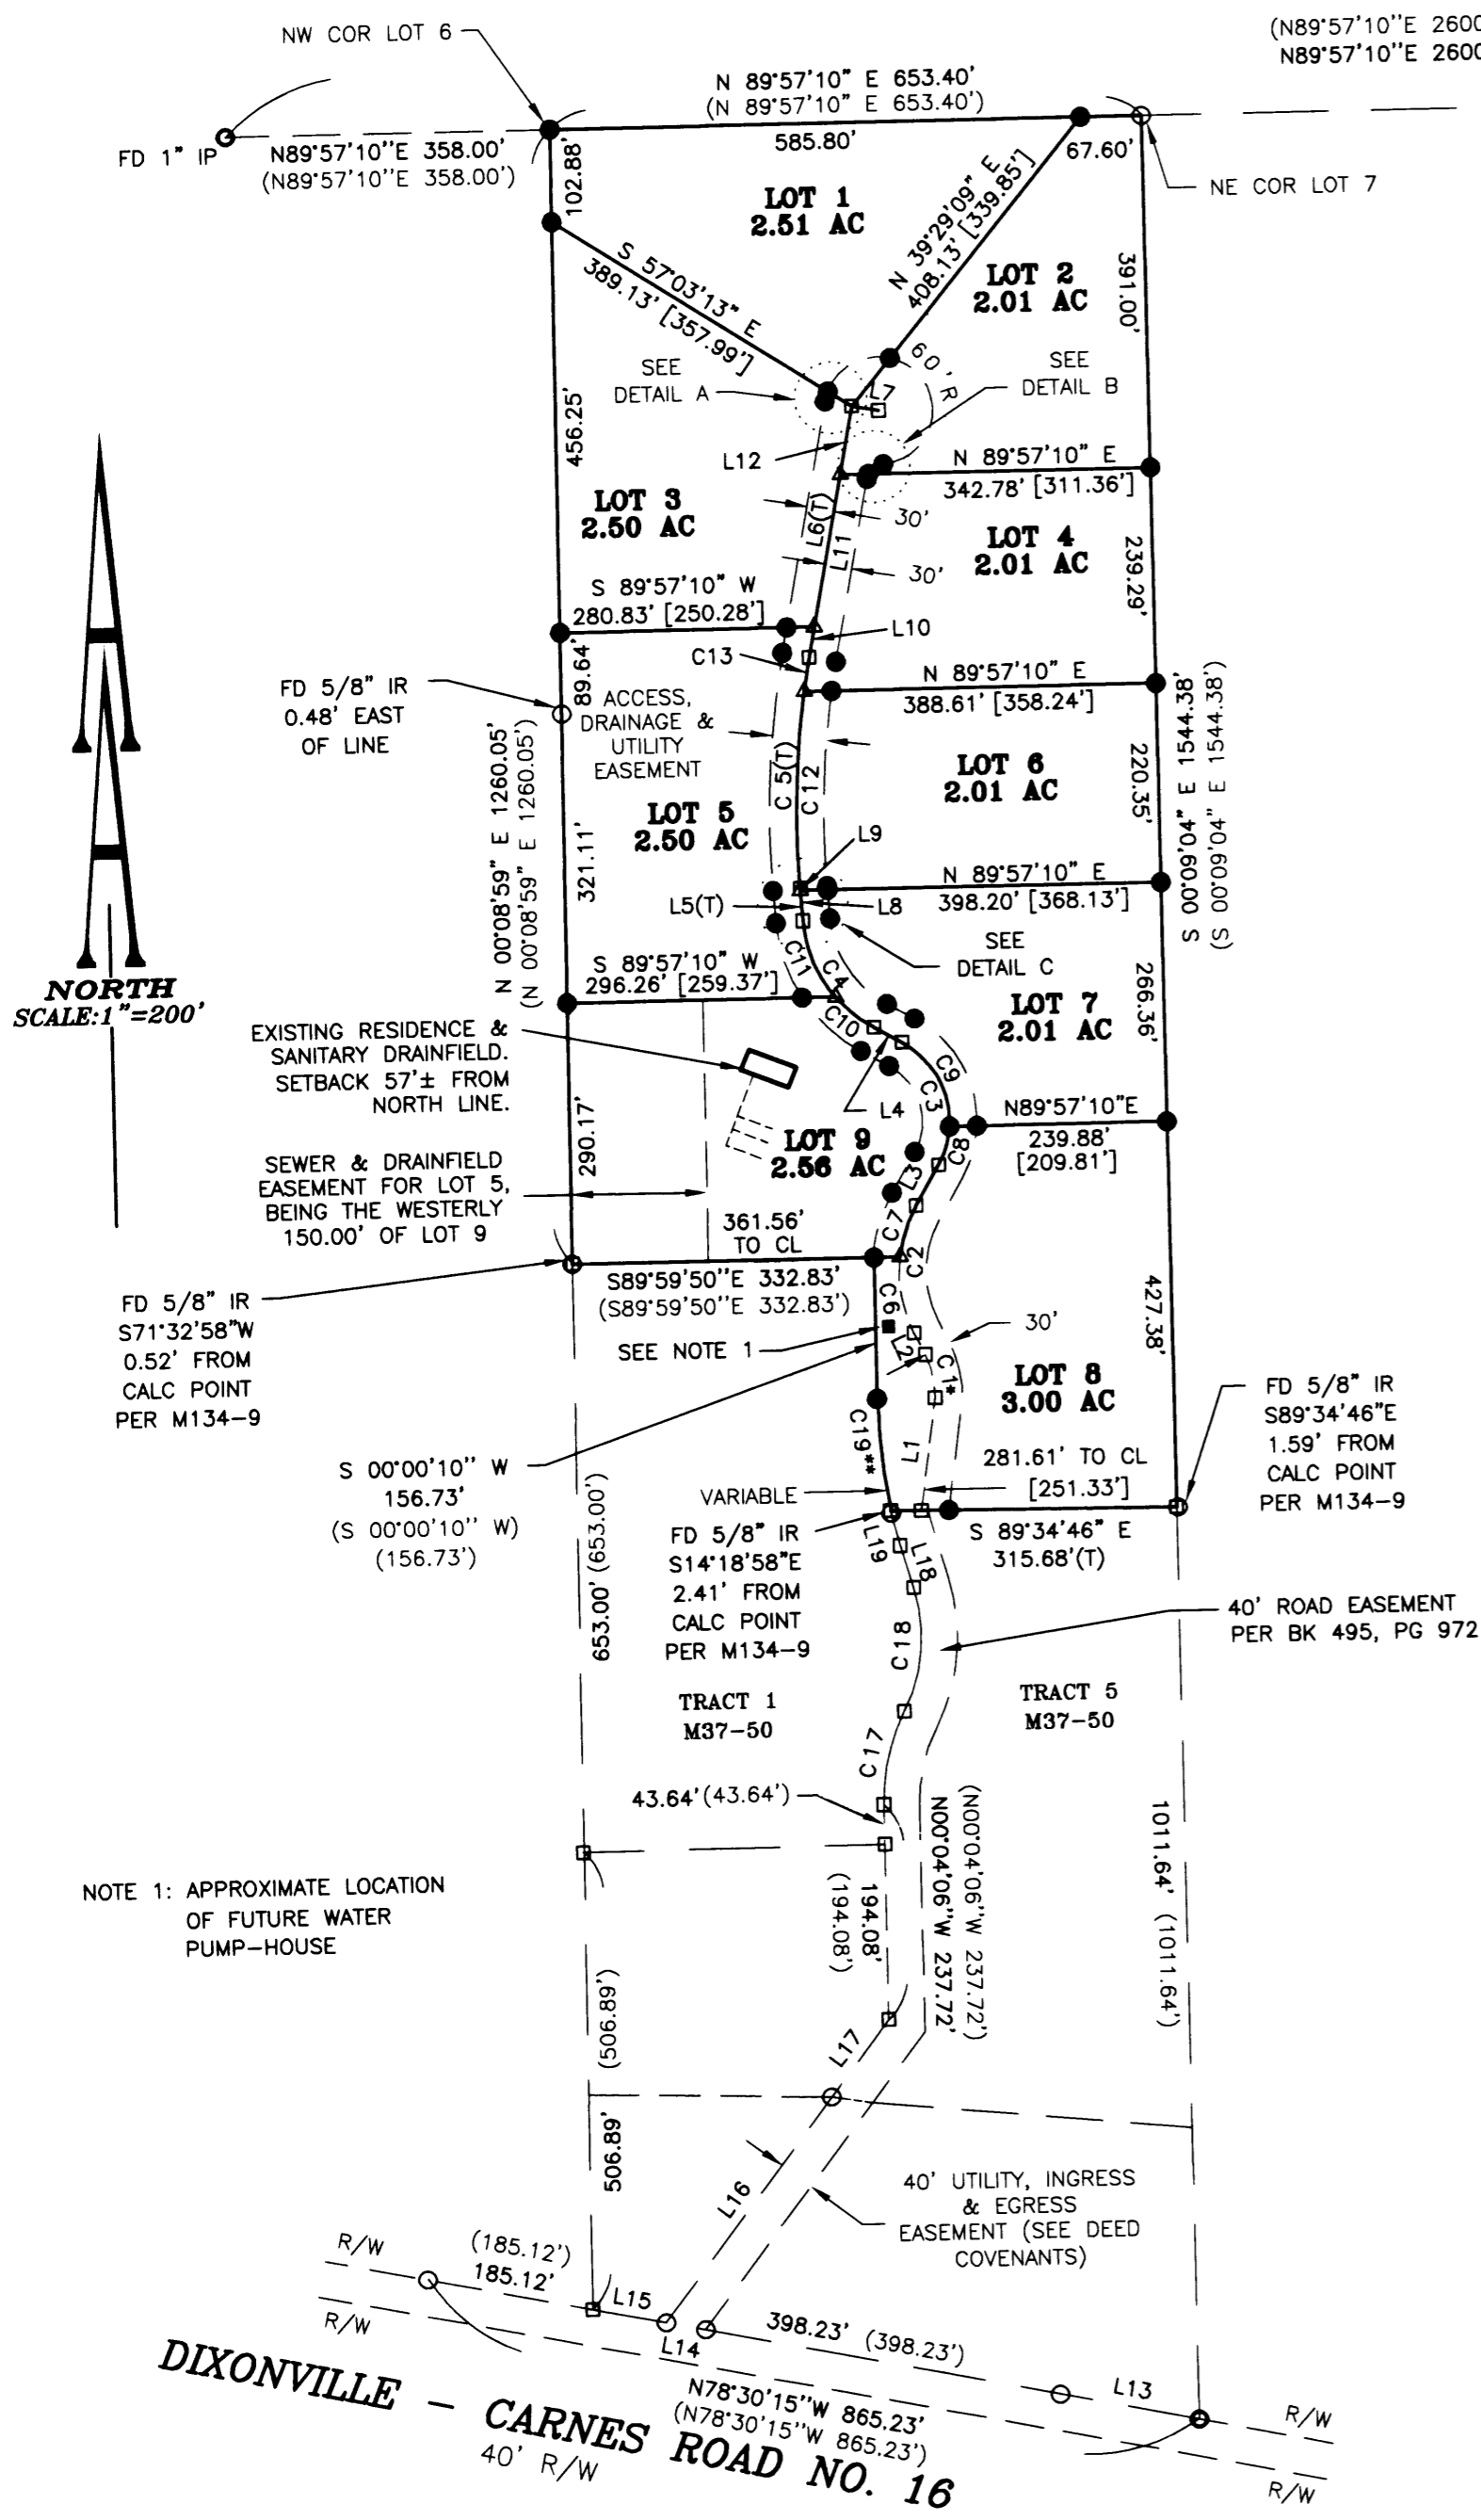 (N89°57'10"E 2600
N89°57'10"E 2600
NW COR LOT 6
N 89°57'10" E 653.40'
(N 89°57'10" E 653.40')
FD 1" IP
N89°57'10"E 358.00'
(N89°57'10"E 358.00')
585.80'
67.60'
NE COR LOT 7
102.88'
LOT 1
2.51 AC
N 39°29'09" E
408.13' [339.85']
S 57°03'13" E
389.13' [357.99']
LOT 2
2.01 AC
391.00'
60'R
SEE
DETAIL A
L7
SEE
DETAIL B
456.25'
L12
N 89°57'10" E
342.78' [311.36']
LOT 3
2.50 AC
L6(T)
30'
L11
30'
LOT 4
2.01 AC
239.29'
S 89°57'10" W
280.83' [250.28']
L10
C13
89.64'
N 89°57'10" E
388.61' [358.24']
FD 5/8" IR
0.48' EAST
OF LINE
ACCESS,
DRAINAGE &
UTILITY
EASEMENT
C 5(T)
C 12
LOT 6
2.01 AC
220.35'
S 00°09'04" E 1544.38'
(S 00°09'04" E 1544.38')
N 00°08'59" E 1260.05'
(N 00°08'59" E 1260.05')
LOT 5
2.50 AC
321.11'
L9
N 89°57'10" E
398.20' [368.13']
L5(T)
L8
SEE
DETAIL C
C11
C4
S 89°57'10" W
296.26' [259.37']
NORTH
SCALE:1"=200'
C10
LOT 7
2.01 AC
266.36'
EXISTING RESIDENCE &
SANITARY DRAINFIELD.
SETBACK 57'± FROM
NORTH LINE.
C9
C3
L4
N89°57'10"E
239.88'
[209.81']
290.17'
LOT 9
2.56 AC
C8
L3
SEWER & DRAINFIELD
EASEMENT FOR LOT 5,
BEING THE WESTERLY
150.00' OF LOT 9
C7
C2
361.56'
TO CL
S89°59'50"E 332.83'
(S89°59'50"E 332.83')
FD 5/8" IR
S71°32'58"W
0.52' FROM
CALC POINT
PER M134-9
C6
SEE NOTE 1
L2
30'
C1*
427.38'
LOT 8
3.00 AC
FD 5/8" IR
S89°34'46"E
1.59' FROM
CALC POINT
PER M134-9
C19**
L1
281.61' TO CL
[251.33']
S 00°00'10" W
156.73'
(S 00°00'10" W)
(156.73')
VARIABLE
S 89°34'46" E
315.68'(T)
FD 5/8" IR
S14°18'58"E
2.41' FROM
CALC POINT
PER M134-9
L19
L18
653.00' (653.00')
40' ROAD EASEMENT
PER BK 495, PG 972
C18
TRACT 1
M37-50
TRACT 5
M37-50
C17
43.64'(43.64')
N00°04'06"W 237.72'
(N00°04'06"W 237.72')
1011.64' (1011.64')
NOTE 1: APPROXIMATE LOCATION
OF FUTURE WATER
PUMP-HOUSE
194.08'
(194.08')
(506.89')
506.89'
L17
L16
40' UTILITY, INGRESS
& EGRESS
EASEMENT (SEE DEED
COVENANTS)
R/W
(185.12')
185.12'
L15
R/W
L14
398.23' (398.23')
L13
N78°30'15"W 865.23'
(N78°30'15"W 865.23')
R/W
R/W
DIXONVILLE - CARNES ROAD NO. 16
40' R/W